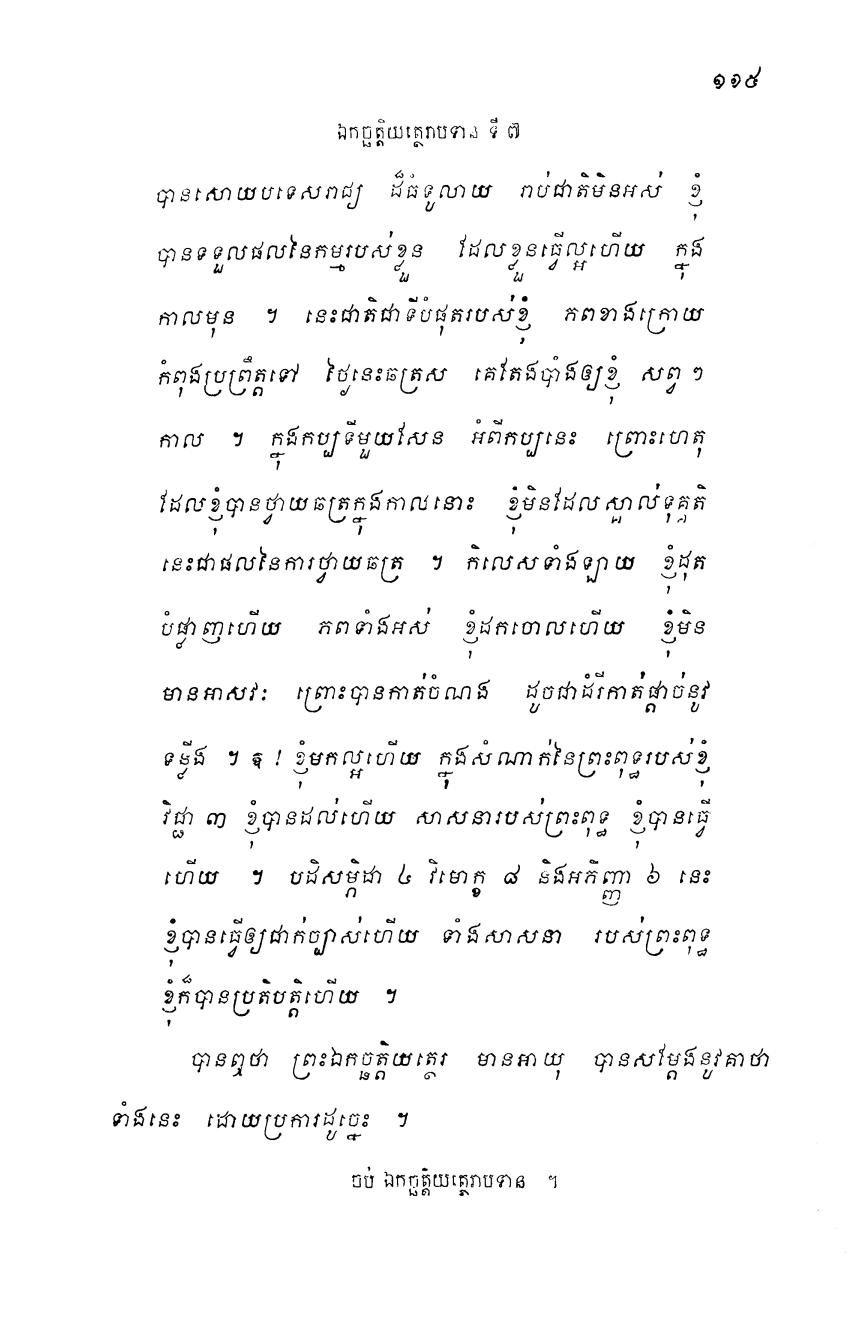 ១១៥
ឯកច្ឆត្តិយត្ថេរាបទាន ទី ៧
បានសោយបទេសរាជ្យ ដ៏ធំទូលាយ រាប់ជាតិមិនអស់ ខ្ញុំ
បានទទួលផលនៃកម្មរបស់ខ្លួន ដែលខ្លួនធ្វើល្អហើយ ក្នុង
កាលមុន ។ នេះជាតិជាទីបំផុតរបស់ខ្ញុំ ភពខាងក្រោយ
កំពុងប្រព្រឹត្តទៅ ថ្ងៃនេះឆត្រស គេតែងបាំងឲ្យខ្ញុំ សព្វ ៗ
កាល ។ ក្នុងកប្បទីមួយសែន អំពីកប្បនេះ ព្រោះហេតុ
ដែលខ្ញុំបានថ្វាយឆត្រក្នុងកាលនោះ ខ្ញុំមិនដែលស្គាល់ទុគ្គតិ
នេះជាផលនៃការថ្វាយឆត្រ ។ កិលេសទាំងឡាយ ខ្ញុំដុត
បំផ្លាញហើយ ភពទាំងអស់ ខ្ញុំដកចោលហើយ ខ្ញុំមិន
មានអាសវៈ ព្រោះបានកាត់ចំណង ដូចជាដំរីកាត់ផ្តាច់នូវ
ទន្លីង ។ ឱ ! ខ្ញុំមកល្អហើយ ក្នុងសំណាក់នៃព្រះពុទ្ធរបស់ខ្ញុំ
វិជ្ជា ៣ ខ្ញុំបានដល់ហើយ សាសនារបស់ព្រះពុទ្ធ ខ្ញុំបានធ្វើ
ហើយ ។ បដិសម្ភិទា ៤ វិមោក្ខ ៨ និងអភិញ្ញា ៦ នេះ
ខ្ញុំបានធ្វើឲ្យជាក់ច្បាស់ហើយ ទាំងសាសនា របស់ព្រះពុទ្ធ
ខ្ញុំក៏បានប្រតិបត្តិហើយ ។
បានឮថា ព្រះឯកច្ឆត្តិយត្ថេរ មានអាយុ បានសម្តែងនូវគាថា
ទាំងនេះ ដោយប្រការដូច្នេះ ។
ចប់ ឯកច្ឆត្តិយត្ថេរាបទាន ។